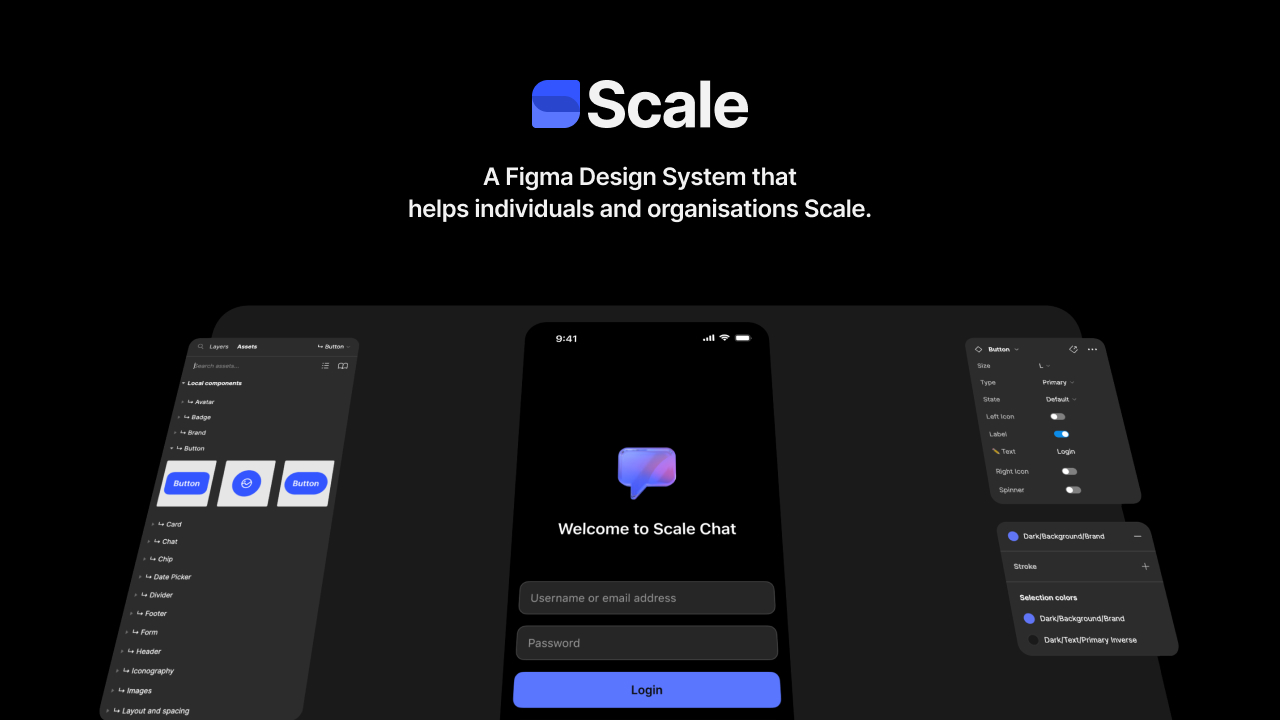 Scale
A Figma Design System that
helps individuals and organisations Scale.
Layers Assets Button
Search assets...
Local components
Avatar
Badge
Brand
Button
Button Button
Card
Chat
Chip
Date Picker
Divider
Footer
Form
Header
Iconography
Images
Layout and spacing
9:41
Welcome to Scale Chat
Username or email address
Password
Login
Button
Size L
Type Primary
State Default
Left Icon
Label
Text Login
Right Icon
Spinner
Dark/Background/Brand
Stroke
Selection colors
Dark/Background/Brand
Dark/Text/Primary Inverse